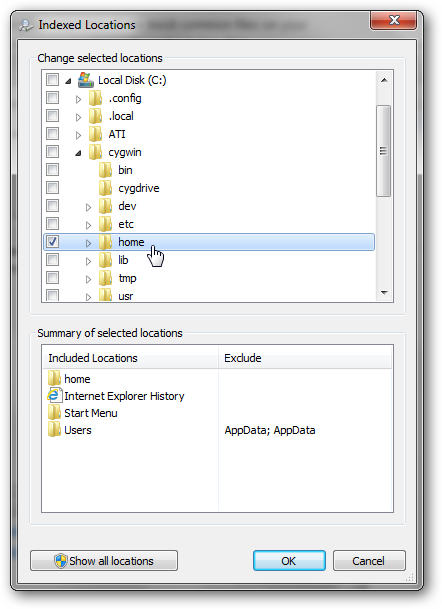 Indexed Locations
Change selected locations
Local Disk (C:)
.config
.local
ATI
cygwin
bin
cygdrive
dev
etc
home
lib
tmp
usr
Summary of selected locations
Included Locations Exclude
home
Internet Explorer History
Start Menu
Users AppData; AppData
Show all locations OK Cancel